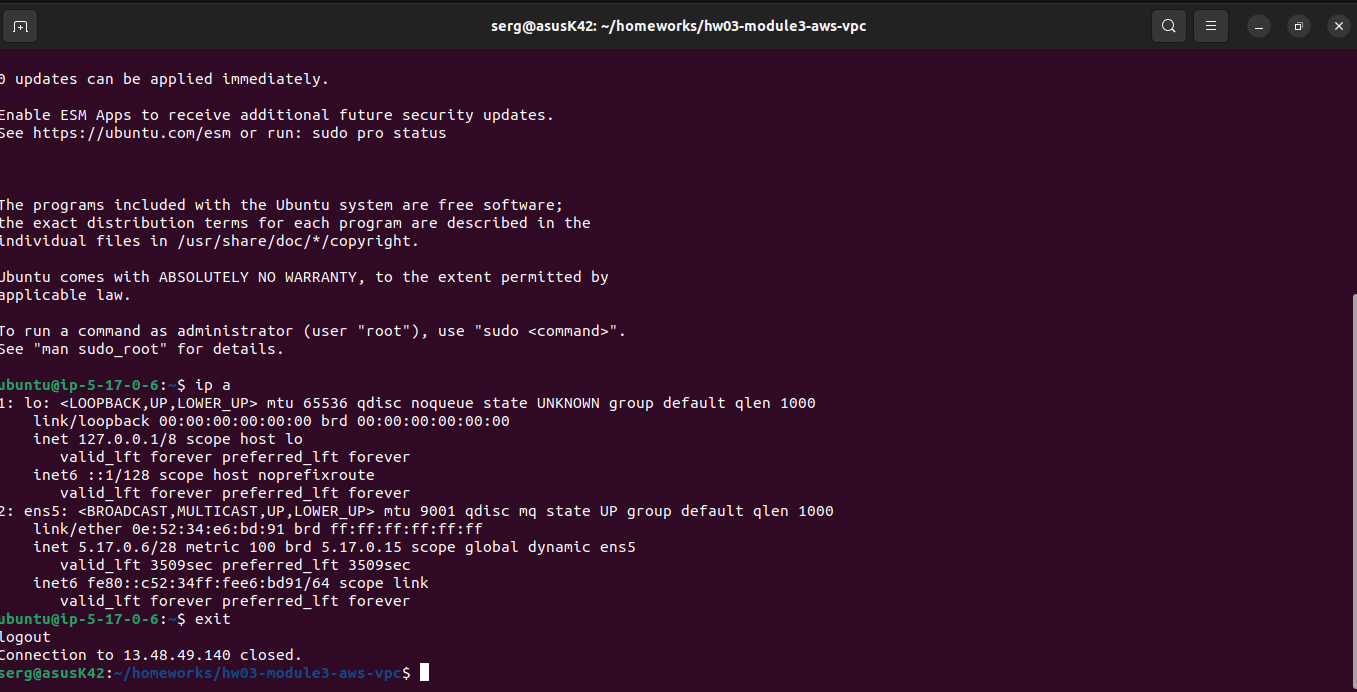 serg@asusK42: ~/homeworks/hw03-module3-aws-vpc
0 updates can be applied immediately.
Enable ESM Apps to receive additional future security updates.
See https://ubuntu.com/esm or run: sudo pro status
The programs included with the Ubuntu system are free software;
the exact distribution terms for each program are described in the
individual files in /usr/share/doc/*/copyright.
Ubuntu comes with ABSOLUTELY NO WARRANTY, to the extent permitted by
applicable law.
To run a command as administrator (user "root"), use "sudo <command>".
See "man sudo_root" for details.
ubuntu@ip-5-17-0-6:~$ ip a
1: lo: <LOOPBACK,UP,LOWER_UP> mtu 65536 qdisc noqueue state UNKNOWN group default qlen 1000
    link/loopback 00:00:00:00:00:00 brd 00:00:00:00:00:00
    inet 127.0.0.1/8 scope host lo
       valid_lft forever preferred_lft forever
    inet6 ::1/128 scope host noprefixroute
       valid_lft forever preferred_lft forever
2: ens5: <BROADCAST,MULTICAST,UP,LOWER_UP> mtu 9001 qdisc mq state UP group default qlen 1000
    link/ether 0e:52:34:e6:bd:91 brd ff:ff:ff:ff:ff:ff
    inet 5.17.0.6/28 metric 100 brd 5.17.0.15 scope global dynamic ens5
       valid_lft 3509sec preferred_lft 3509sec
    inet6 fe80::c52:34ff:fee6:bd91/64 scope link
       valid_lft forever preferred_lft forever
ubuntu@ip-5-17-0-6:~$ exit
logout
Connection to 13.48.49.140 closed.
serg@asusK42:~/homeworks/hw03-module3-aws-vpc$